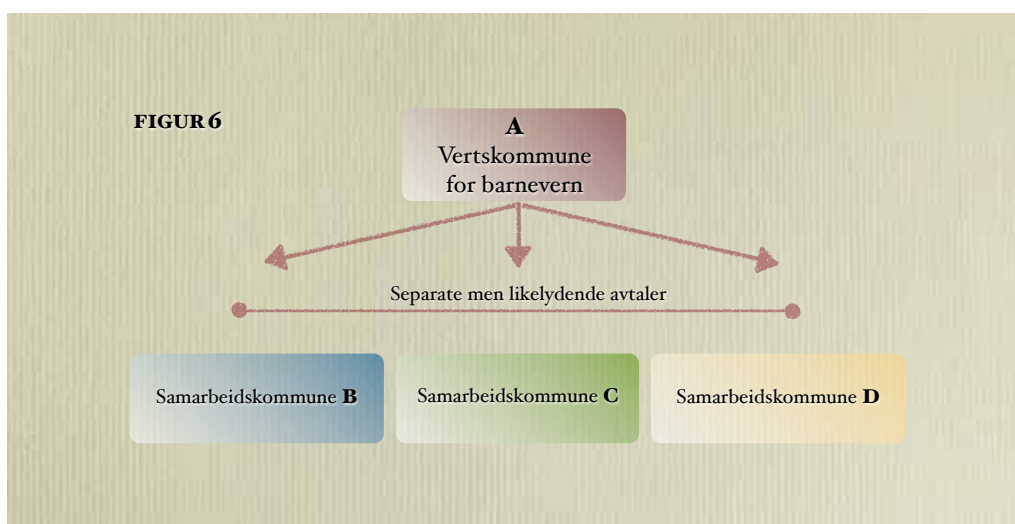 FIGUR 6
A
Vertskommune
for barnevern
Separate men likelydende avtaler
Samarbeidskommune B
Samarbeidskommune C
Samarbeidskommune D